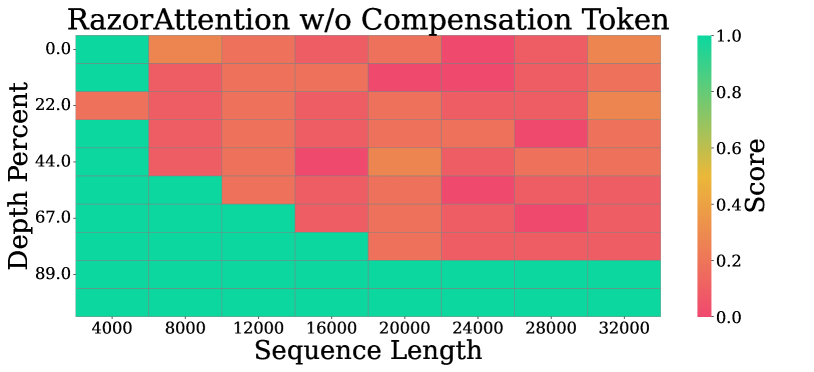 RazorAttention w/o Compensation Token
Depth Percent
0.0
22.0
44.0
67.0
89.0
4000 8000 12000 16000 20000 24000 28000 32000
Sequence Length
1.0
0.8
0.6
0.4
0.2
0.0
Score